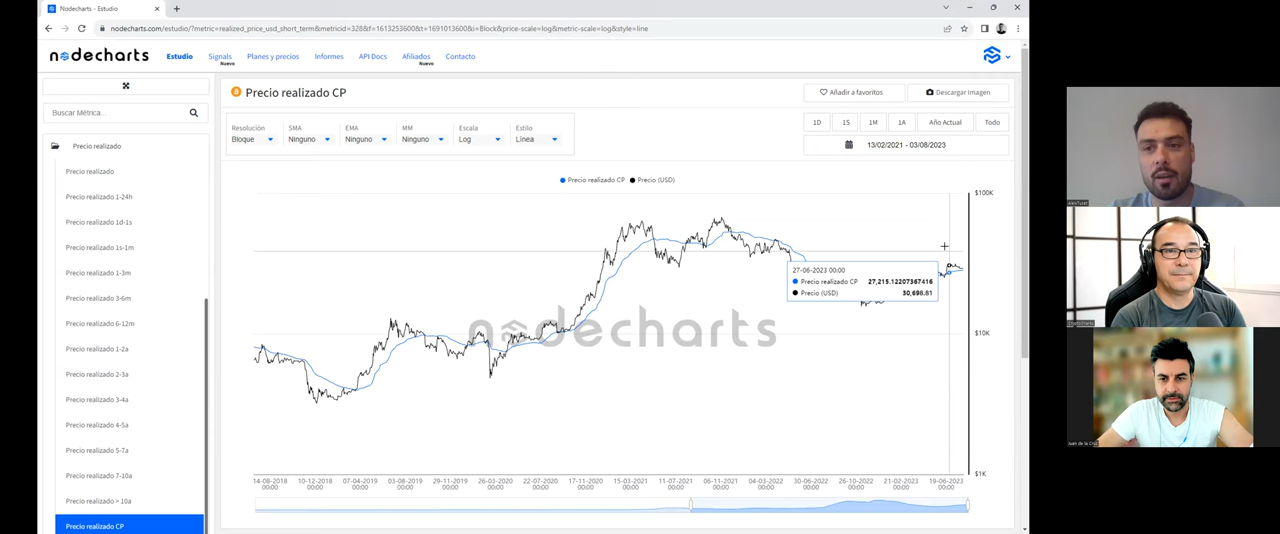 Nodecharts - Estudio
nodecharts.com/estudio/?metric=realized_price_usd_short_term&metricid=328&f=1613253600&t=1691013600&i=Block&price-scale=log&metric-scale=log&style=line
nodecharts
Estudio
Signals
Nuevo
Planes y precios
Informes
API Docs
Afiliados
Nuevo
Contacto
Buscar Métrica...
Precio realizado
Precio realizado
Precio realizado 1-24h
Precio realizado 1d-1s
Precio realizado 1s-1m
Precio realizado 1-3m
Precio realizado 3-6m
Precio realizado 6-12m
Precio realizado 1-2a
Precio realizado 2-3a
Precio realizado 3-4a
Precio realizado 4-5a
Precio realizado 5-7a
Precio realizado 7-10a
Precio realizado > 10a
Precio realizado CP
Precio realizado CP
Añadir a favoritos
Descargar Imagen
Resolución
Bloque
SMA
Ninguno
EMA
Ninguno
MM
Ninguno
Escala
Log
Estilo
Línea
1D
1S
1M
1A
Año Actual
Todo
13/02/2021 - 03/08/2023
Precio realizado CP
Precio (USD)
$100K
27-06-2023 00:00
Precio realizado CP 27,215.12207367416
Precio (USD) 30,698.81
nodecharts
$10K
$1K
14-08-2018 00:00
10-12-2018 00:00
07-04-2019 00:00
03-08-2019 00:00
29-11-2019 00:00
26-03-2020 00:00
22-07-2020 00:00
17-11-2020 00:00
15-03-2021 00:00
11-07-2021 00:00
06-11-2021 00:00
04-03-2022 00:00
30-06-2022 00:00
26-10-2022 00:00
21-02-2023 00:00
19-06-2023 00:00
Juan de la Cruz